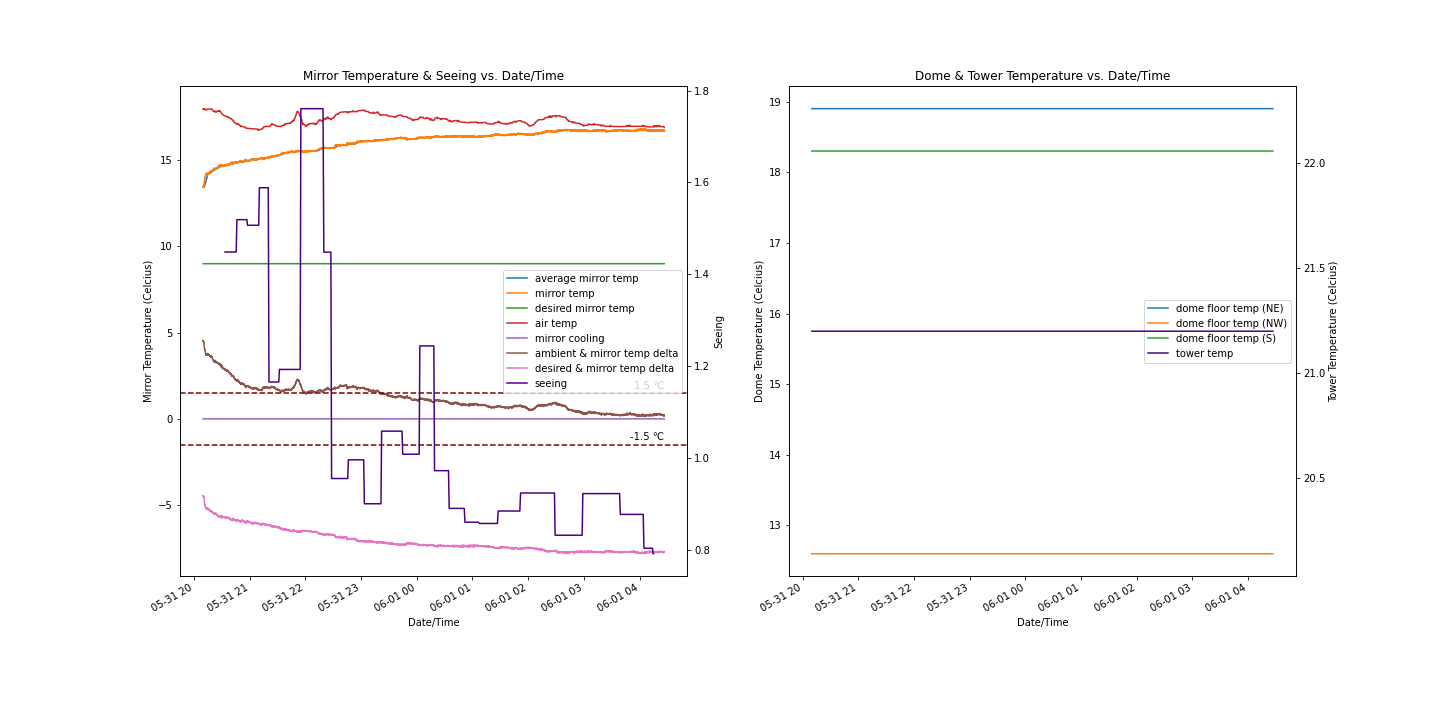 Mirror Temperature & Seeing vs. Date/Time
Mirror Temperature (Celcius)
15
10
5
0
−5
1.8
1.6
1.4
1.2
1.0
0.8
Seeing
average mirror temp
mirror temp
desired mirror temp
air temp
mirror cooling
ambient & mirror temp delta
desired & mirror temp delta
seeing
1.5 °C
-1.5 °C
05-31 20
05-31 21
05-31 22
05-31 23
06-01 00
06-01 01
06-01 02
06-01 03
06-01 04
Date/Time
Dome & Tower Temperature vs. Date/Time
Dome Temperature (Celcius)
19
18
17
16
15
14
13
22.0
21.5
21.0
20.5
Tower Temperature (Celcius)
dome floor temp (NE)
dome floor temp (NW)
dome floor temp (S)
tower temp
05-31 20
05-31 21
05-31 22
05-31 23
06-01 00
06-01 01
06-01 02
06-01 03
06-01 04
Date/Time